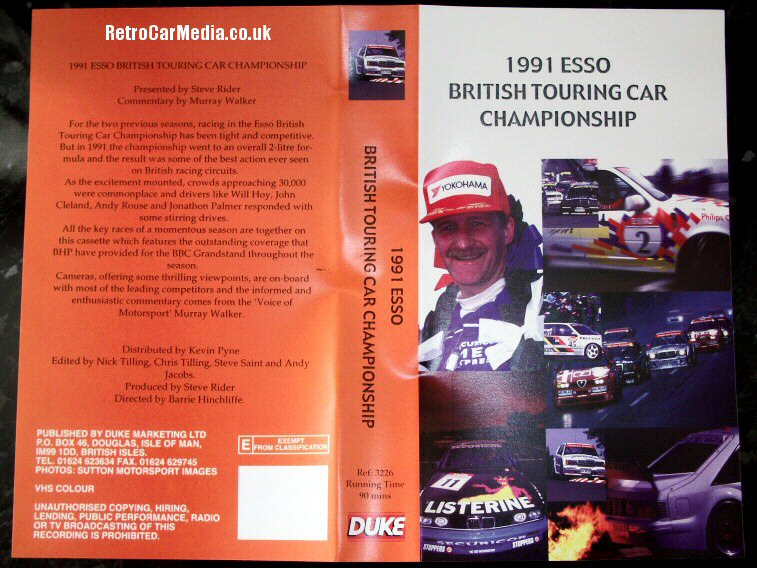 RetroCarMedia.co.uk
1991 ESSO BRITISH TOURING CAR CHAMPIONSHIP
Presented by Steve Rider
Commentary by Murray Walker
For the two previous seasons, racing in the Esso British
Touring Car Championship has been tight and competitive.
But in 1991 the championship went to an overall 2-litre for-
mula and the result was some of the best action ever seen
on British racing circuits.
As the excitement mounted, crowds approaching 30,000
were commonplace and drivers like Will Hoy, John
Cleland, Andy Rouse and Jonathon Palmer responded with
some stirring drives.
All the key races of a momentous season are together on
this cassette which features the outstanding coverage that
BHP have provided for the BBC Grandstand throughout the
season.
Cameras, offering some thrilling viewpoints, are on-board
with most of the leading competitors and the informed and
enthusiastic commentary comes from the 'Voice of
Motorsport' Murray Walker.
Distributed by Kevin Pyne
Edited by Nick Tilling, Chris Tilling, Steve Saint and Andy
Jacobs.
Produced by Steve Rider
Directed by Barrie Hinchliffe.
PUBLISHED BY DUKE MARKETING LTD
P.O. BOX 46, DOUGLAS, ISLE OF MAN,
IM99 1DD, BRITISH ISLES.
TEL. 01624 623634 FAX. 01624 629745
PHOTOS: SUTTON MOTORSPORT IMAGES
VHS COLOUR
UNAUTHORISED COPYING, HIRING,
LENDING, PUBLIC PERFORMANCE, RADIO
OR TV BROADCASTING OF THIS
RECORDING IS PROHIBITED.
E EXEMPT
FROM CLASSIFICATION
1991 ESSO
BRITISH TOURING CAR CHAMPIONSHIP
Ref: 3226
Running Time
90 mins
DUKE
1991 ESSO
BRITISH TOURING CAR
CHAMPIONSHIP
YOKOHAMA
ESSO
2
Philips
11
LISTERINE
SECURICOR